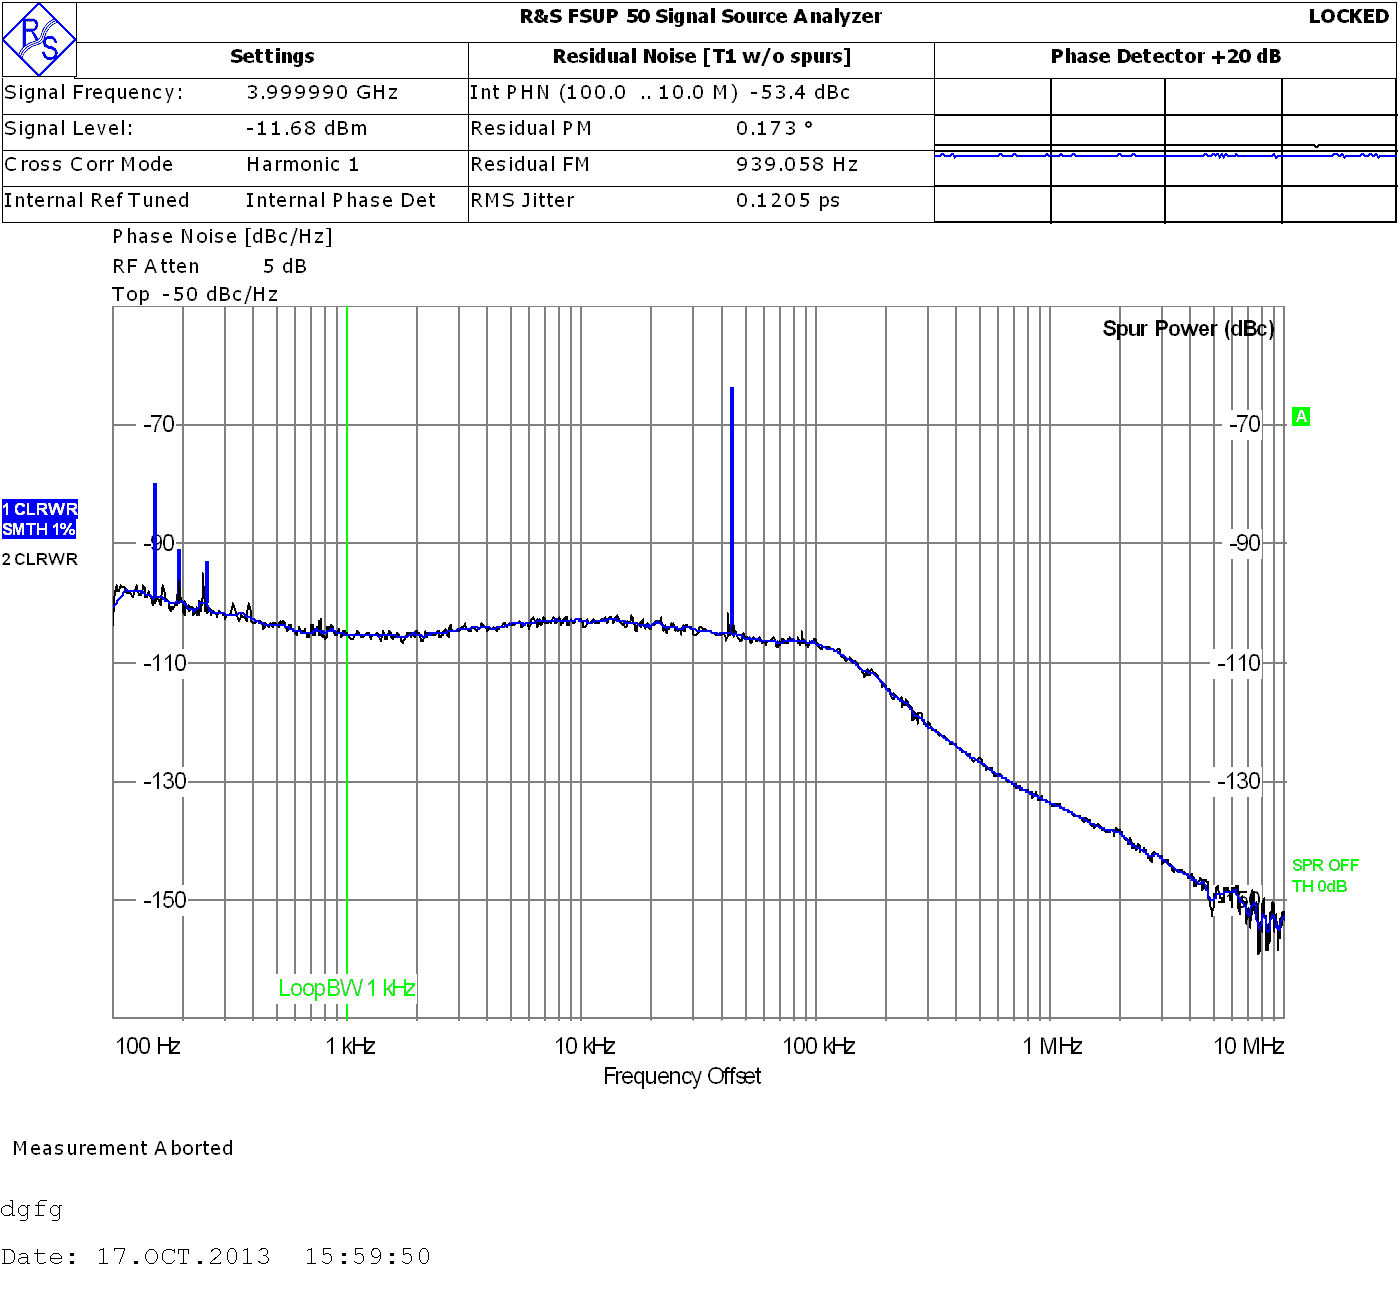 R&S FSUP 50 Signal Source Analyzer LOCKED
R S
Settings Residual Noise [T1 w/o spurs] Phase Detector +20 dB
Signal Frequency: 3.999990 GHz Int PHN (100.0 .. 10.0 M) -53.4 dBc
Signal Level: -11.68 dBm Residual PM 0.173 °
Cross Corr Mode Harmonic 1 Residual FM 939.058 Hz
Internal Ref Tuned Internal Phase Det RMS Jitter 0.1205 ps
Phase Noise [dBc/Hz]
RF Atten 5 dB
Top -50 dBc/Hz
Spur Power (dBc)
-70 -70 A
1 CLRWR
SMTH 1%
-90 -90
2 CLRWR
-110 -110
-130 -130
SPR OFF
TH 0dB
-150 -150
LoopBW 1 kHz
100 Hz 1 kHz 10 kHz 100 kHz 1 MHz 10 MHz
Frequency Offset
Measurement Aborted
dgfg
Date: 17.OCT.2013 15:59:50